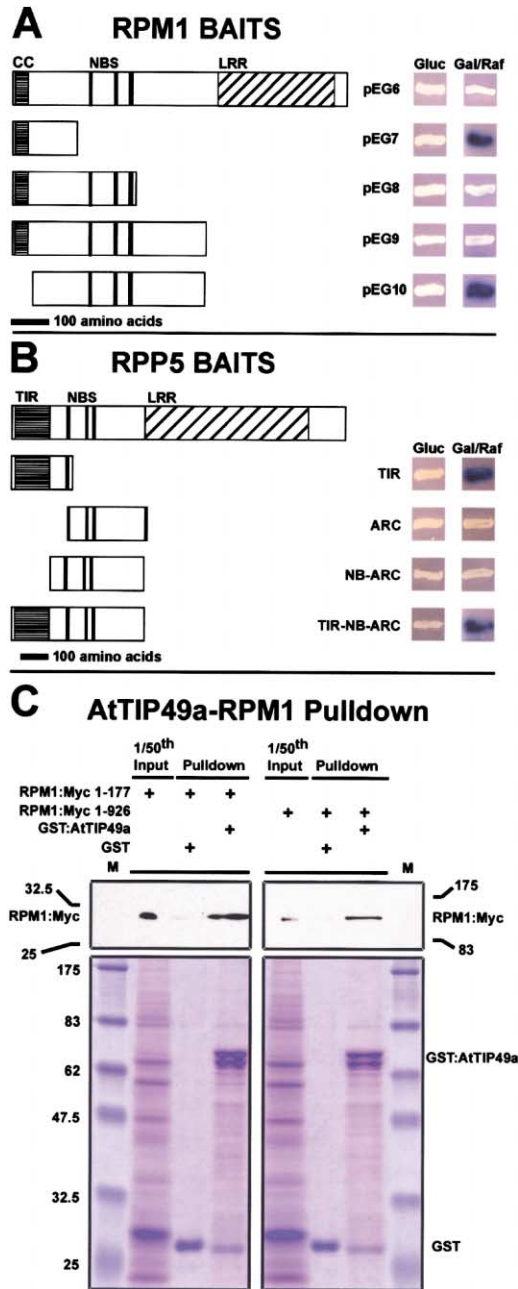 A RPM1 BAITS
CC NBS LRR Gluc Gal/Raf
pEG6
pEG7
pEG8
pEG9
pEG10
100 amino acids
B RPP5 BAITS
TIR NBS LRR
Gluc Gal/Raf
TIR
ARC
NB-ARC
TIR-NB-ARC
100 amino acids
C AtTIP49a-RPM1 Pulldown
1/50th Input Pulldown 1/50th Input Pulldown
RPM1:Myc 1-177 + + +
RPM1:Myc 1-926 + + +
GST:AtTIP49a + +
GST + +
M M
32.5 175
RPM1:Myc RPM1:Myc
25 83
175
83
GST:AtTIP49a
62
47.5
32.5
GST
25